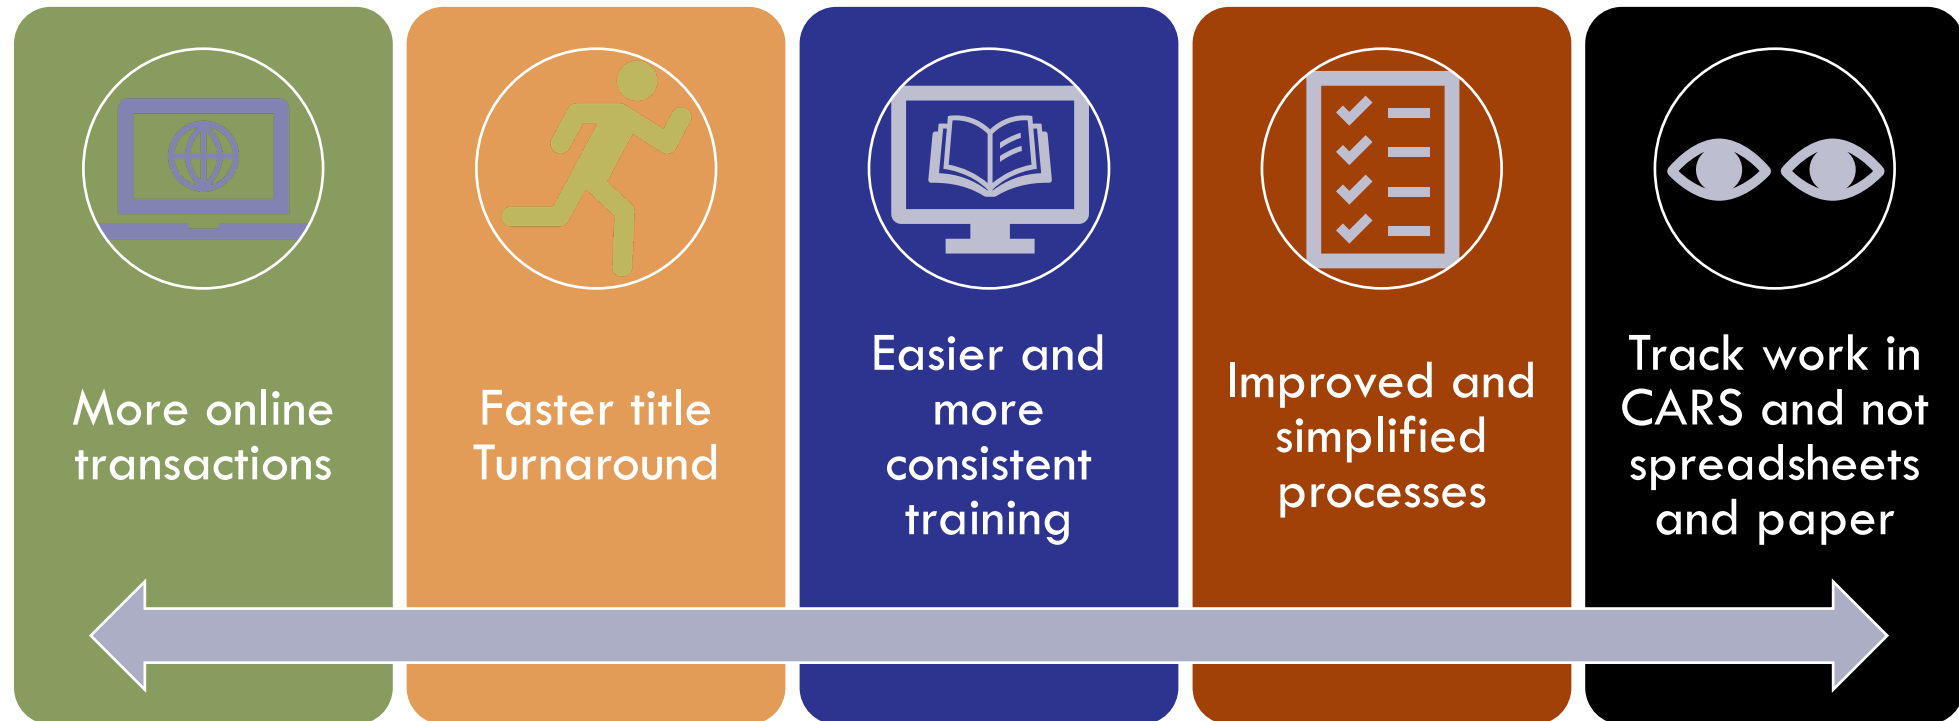 More online
transactions
Faster title
Turnaround
Easier and
more
consistent
training
Improved and
simplified
processes
Track work in
CARS and not
spreadsheets
and paper